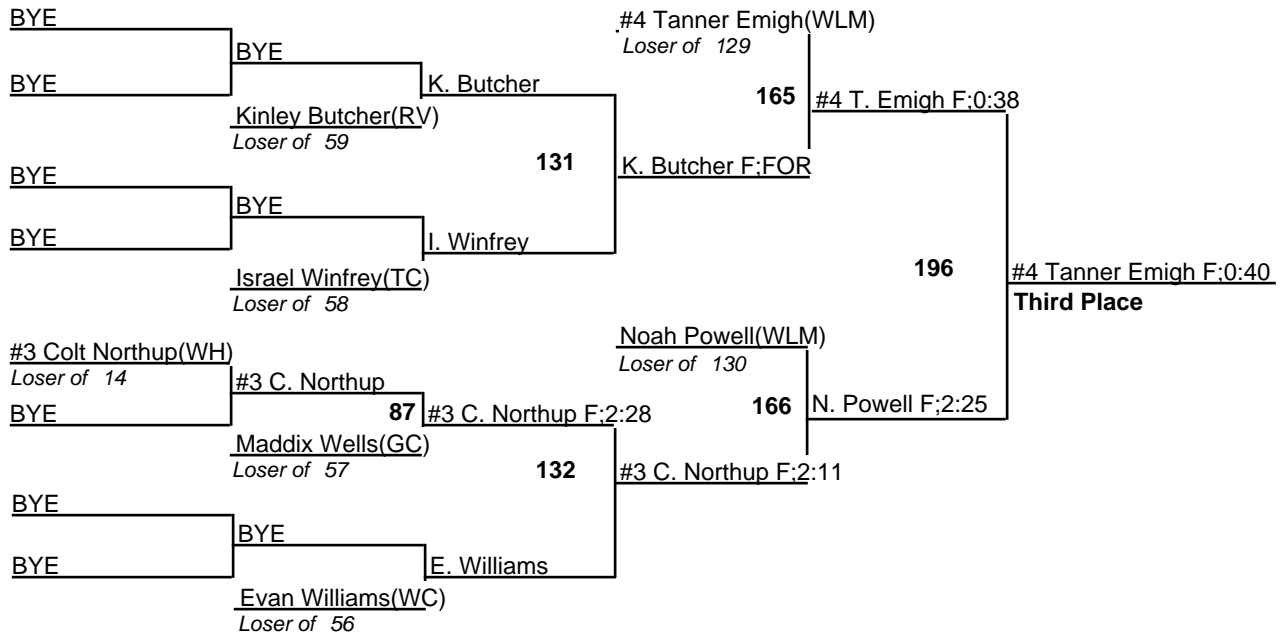 BYE
BYE
BYE
Kinley Butcher(RV)
Loser of 59
K. Butcher
131
BYE
BYE
BYE
Israel Winfrey(TC)
Loser of 58
I. Winfrey
#4 Tanner Emigh(WLM)
Loser of 129
165
K. Butcher F;FOR
#4 T. Emigh F;0:38
196
#4 Tanner Emigh F;0:40
Third Place
#3 Colt Northup(WH)
Loser of 14
BYE
#3 C. Northup
87
Maddix Wells(GC)
Loser of 57
#3 C. Northup F;2:28
132
BYE
BYE
BYE
Evan Williams(WC)
Loser of 56
E. Williams
Noah Powell(WLM)
Loser of 130
166
#3 C. Northup F;2:11
N. Powell F;2:25